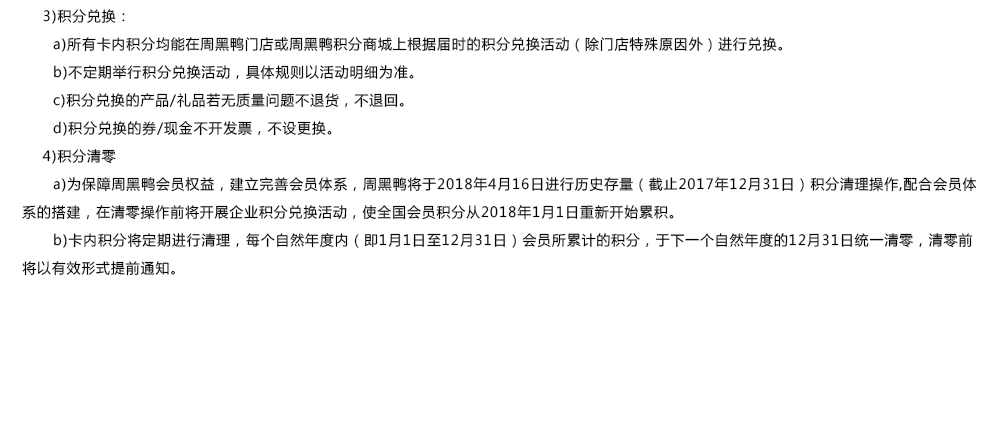 3)积分兑换：
a)所有卡内积分均能在周黑鸭门店或周黑鸭积分商城上根据届时的积分兑换活动（除门店特殊原因外）进行兑换。
b)不定期举行积分兑换活动，具体规则以活动明细为准。
c)积分兑换的产品/礼品若无质量问题不退货，不退回。
d)积分兑换的券/现金不开发票，不设更换。
4)积分清零
a)为保障周黑鸭会员权益，建立完善会员体系，周黑鸭将于2018年4月16日进行历史存量（截止2017年12月31日）积分清理操作,配合会员体
系的搭建，在清零操作前将开展企业积分兑换活动，使全国会员积分从2018年1月1日重新开始累积。
b)卡内积分将定期进行清理，每个自然年度内（即1月1日至12月31日）会员所累计的积分，于下一个自然年度的12月31日统一清零，清零前
将以有效形式提前通知。